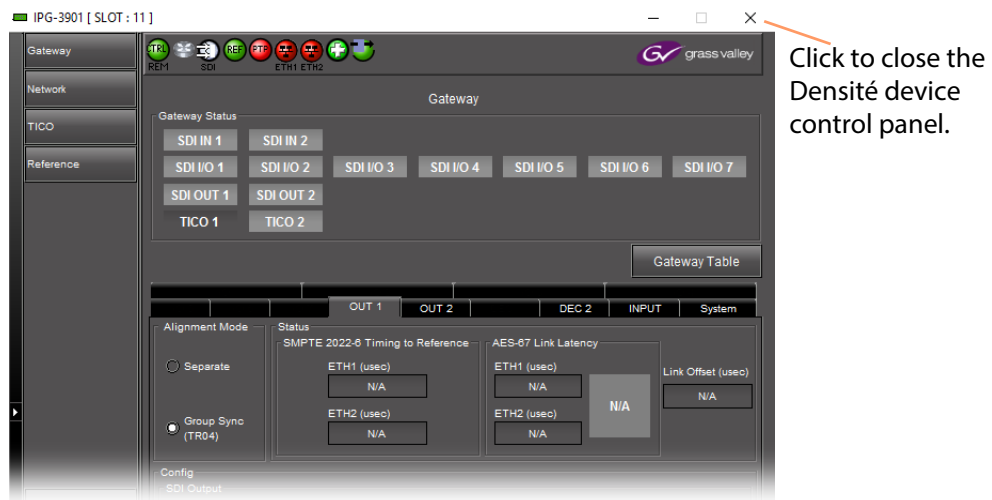 IPG-3901 [ SLOT : 11 ]
Click to close the
Densité device
control panel.
Gateway
Network
TICO
Reference
CTRL
REM
SDI
REF
PTP
ETH1 ETH2
GV grass valley
Gateway
Gateway Status
SDI IN 1 SDI IN 2
SDI I/O 1 SDI I/O 2 SDI I/O 3 SDI I/O 4 SDI I/O 5 SDI I/O 6 SDI I/O 7
SDI OUT 1 SDI OUT 2
TICO 1 TICO 2
Gateway Table
OUT 1 OUT 2 DEC 2 INPUT System
Alignment Mode
Separate
Group Sync
(TR04)
Status
SMPTE 2022-6 Timing to Reference
ETH1 (usec)
N/A
ETH2 (usec)
N/A
AES-67 Link Latency
ETH1 (usec)
N/A
ETH2 (usec)
N/A
N/A
Link Offset (usec)
N/A
Config
SDI Output